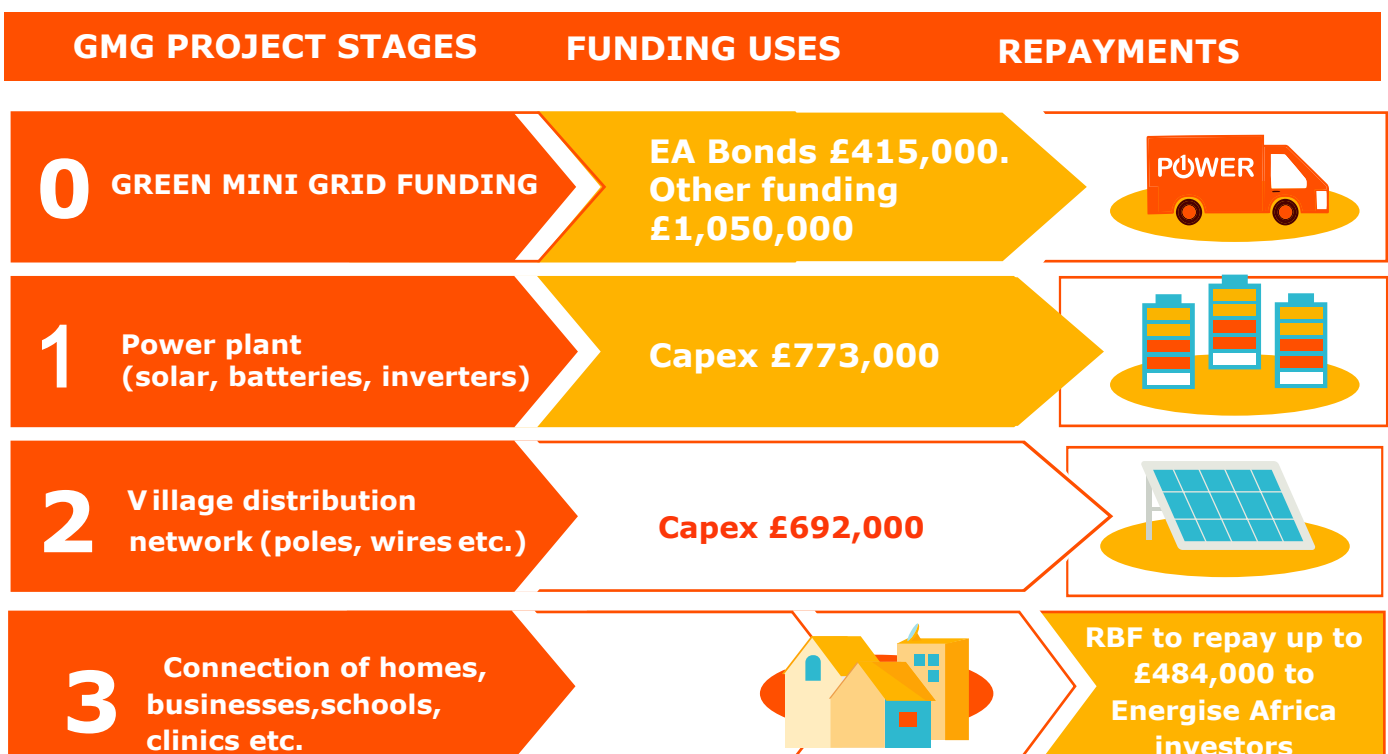 GMG PROJECT STAGES
FUNDING USES
REPAYMENTS
0
GREEN MINI GRID FUNDING
EA Bonds £415,000.
Other funding
£1,050,000
POWER
1
Power plant
(solar, batteries, inverters)
Capex £773,000
2
Village distribution
network (poles, wires etc.)
Capex £692,000
3
Connection of homes,
businesses,schools,
clinics etc.
RBF to repay up to
£484,000 to
Energise Africa
investors